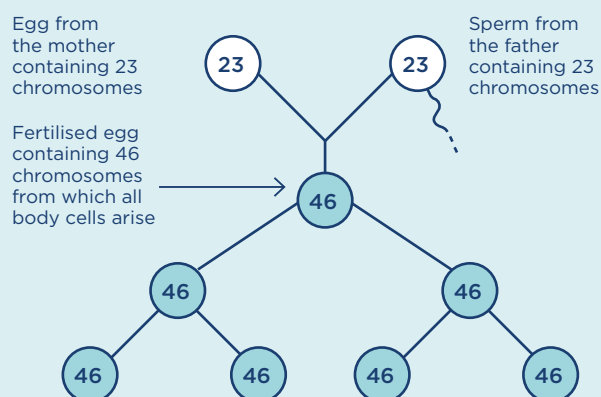 Egg from
the mother
containing 23
chromosomes
23
23
Sperm from
the father
containing 23
chromosomes
Fertilised egg
containing 46
chromosomes
from which all
body cells arise
46
46
46
46
46
46
46